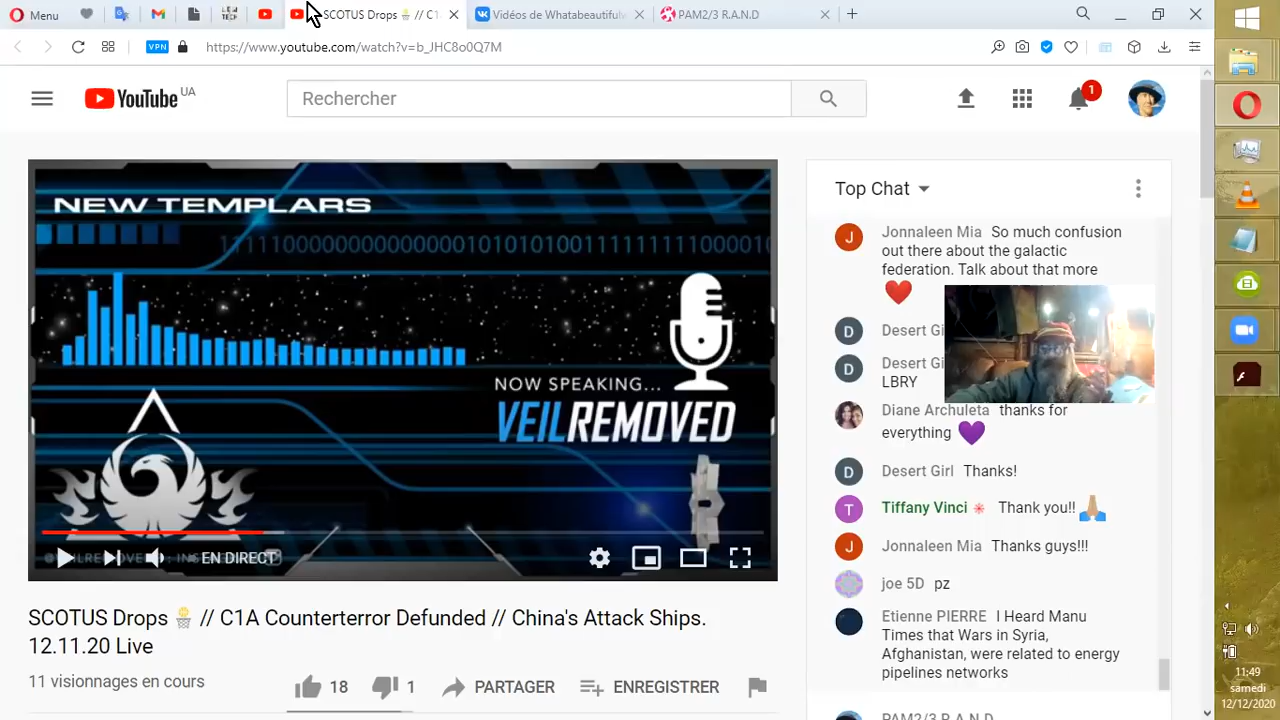 Menu
SCOTUS Drops // C1
Vidéos de Whatabeautiful
PAM2/3 R.A.N.D
VPN
https://www.youtube.com/watch?v=b_JHC8o0Q7M
YouTube UA
Rechercher
1
NEW TEMPLARS
NOW SPEAKING...
VEILREMOVED
EN DIRECT
Top Chat
J
Jonnaleen Mia So much confusion
out there about the galactic
federation. Talk about that more
D
Desert Gi
D
Desert Gi
LBRY
Diane Archuleta thanks for
everything
D
Desert Girl Thanks!
T
Tiffany Vinci Thank you!!
J
Jonnaleen Mia Thanks guys!!!
joe 5D pz
Etienne PIERRE I Heard Manu
Times that Wars in Syria,
Afghanistan, were related to energy
pipelines networks
PAM2/3 R.A.N.D
SCOTUS Drops // C1A Counterterror Defunded // China's Attack Ships.
12.11.20 Live
11 visionnages en cours
18
1
PARTAGER
ENREGISTRER
11:49
samedi
12/12/2020